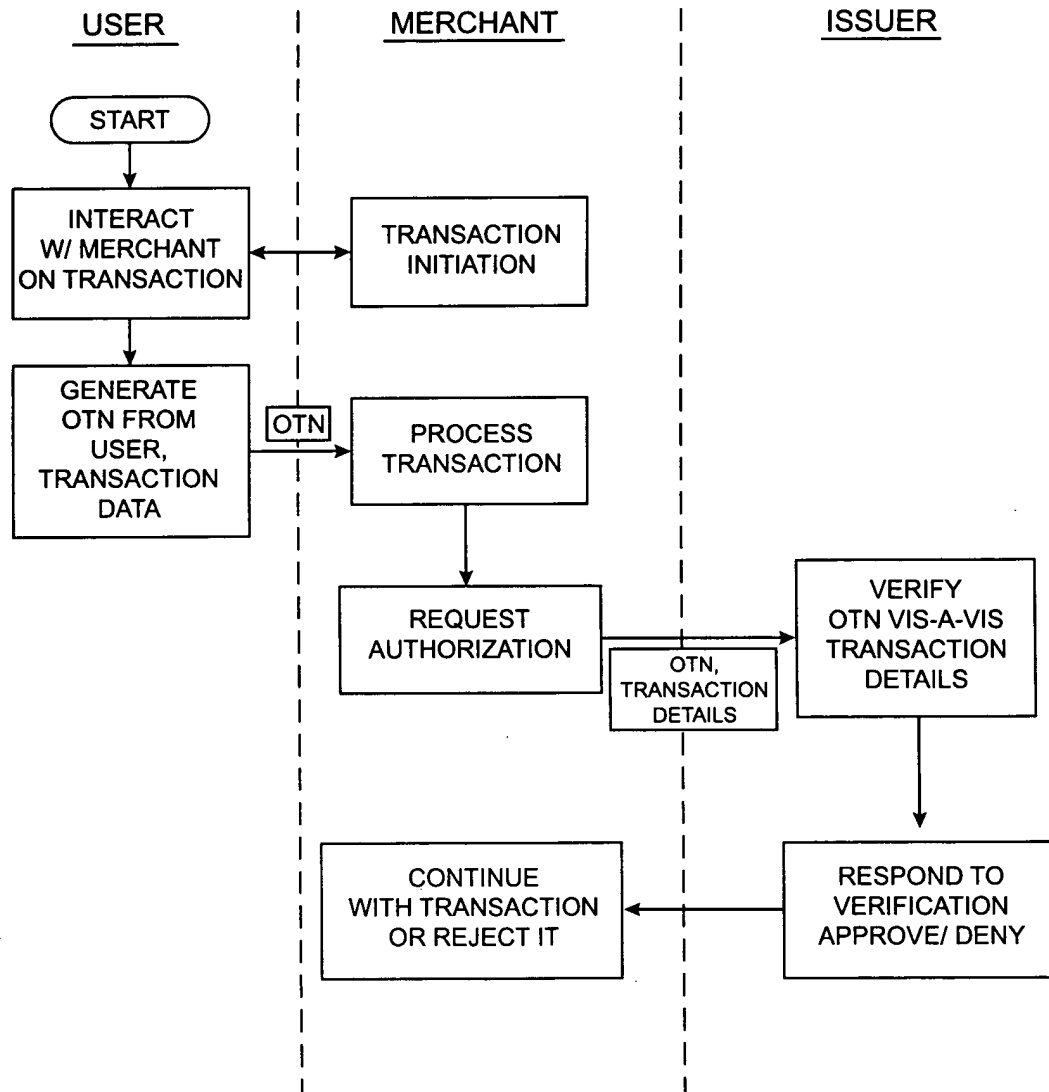 USER
MERCHANT
ISSUER
START
INTERACT
W/ MERCHANT
ON TRANSACTION
TRANSACTION
INITIATION
GENERATE
OTN FROM
USER,
TRANSACTION
DATA
OTN
PROCESS
TRANSACTION
REQUEST
AUTHORIZATION
OTN,
TRANSACTION
DETAILS
VERIFY
OTN VIS-A-VIS
TRANSACTION
DETAILS
CONTINUE
WITH TRANSACTION
OR REJECT IT
RESPOND TO
VERIFICATION
APPROVE/ DENY